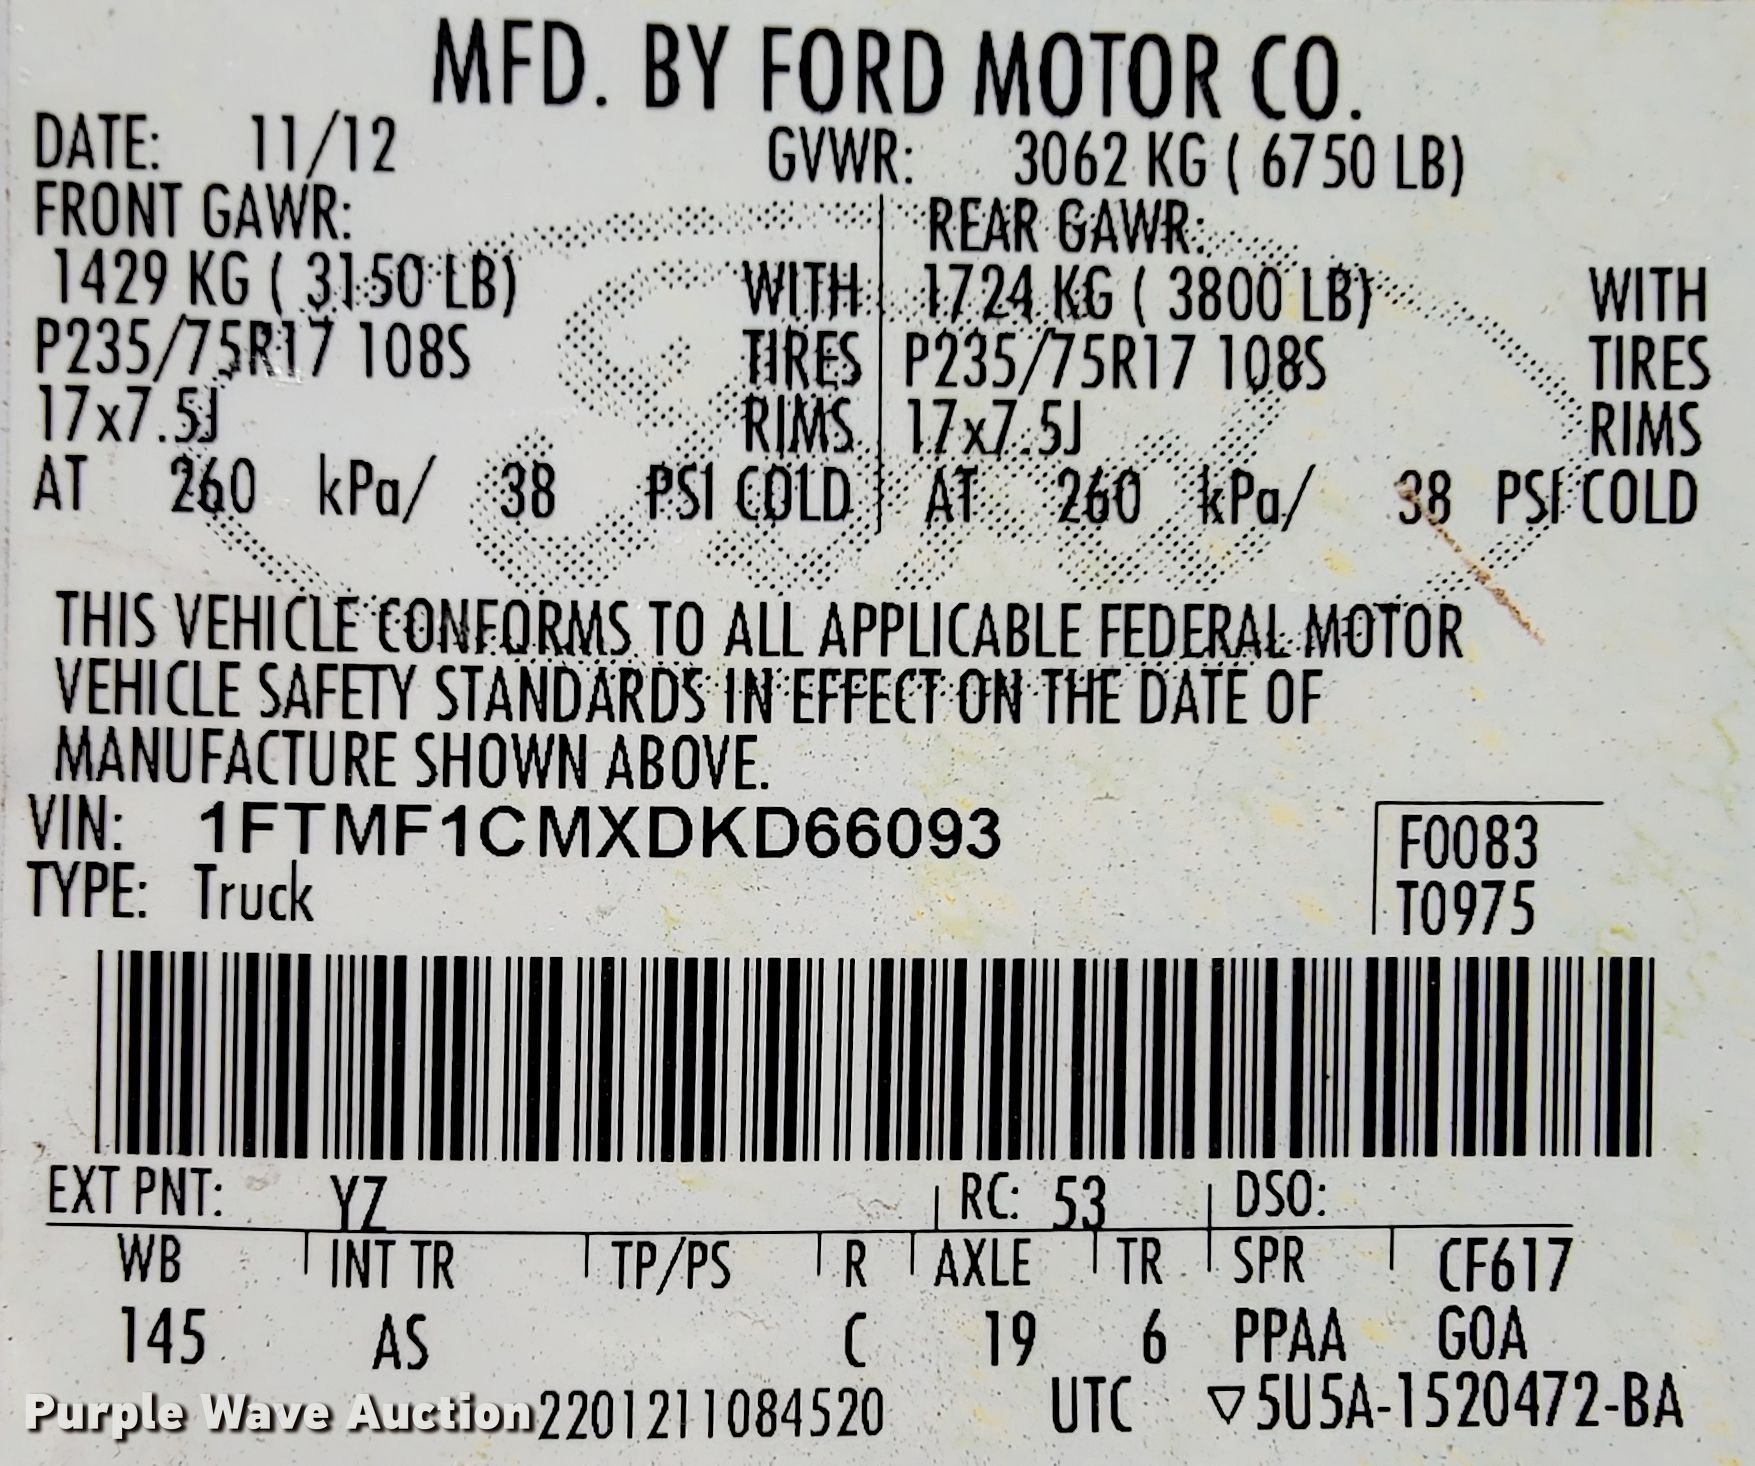 MFD. BY FORD MOTOR CO.
DATE: 11/12 GVWR: 3062 KG ( 6750 LB)
FRONT GAWR: REAR GAWR:
1429 KG ( 3150 LB) WITH 1724 KG ( 3800 LB) WITH
P235/75R17 108S TIRES P235/75R17 108S TIRES
17x7.5J RIMS 17x7.5J RIMS
AT 260 kPa/ 38 PSI COLD AT 260 kPa/ 38 PSI COLD
THIS VEHICLE CONFORMS TO ALL APPLICABLE FEDERAL MOTOR
VEHICLE SAFETY STANDARDS IN EFFECT ON THE DATE OF
MANUFACTURE SHOWN ABOVE.
VIN: 1FTMF1CMXDKD66093 F0083
TYPE: Truck T0975
EXT PNT: YZ RC: 53 DSO:
WB INT TR TP/PS R AXLE TR SPR CF617
145 AS C 19 6 PPAA GOA
Purple Wave Auction 2201211084520 UTC ▽5U5A-1520472-BA